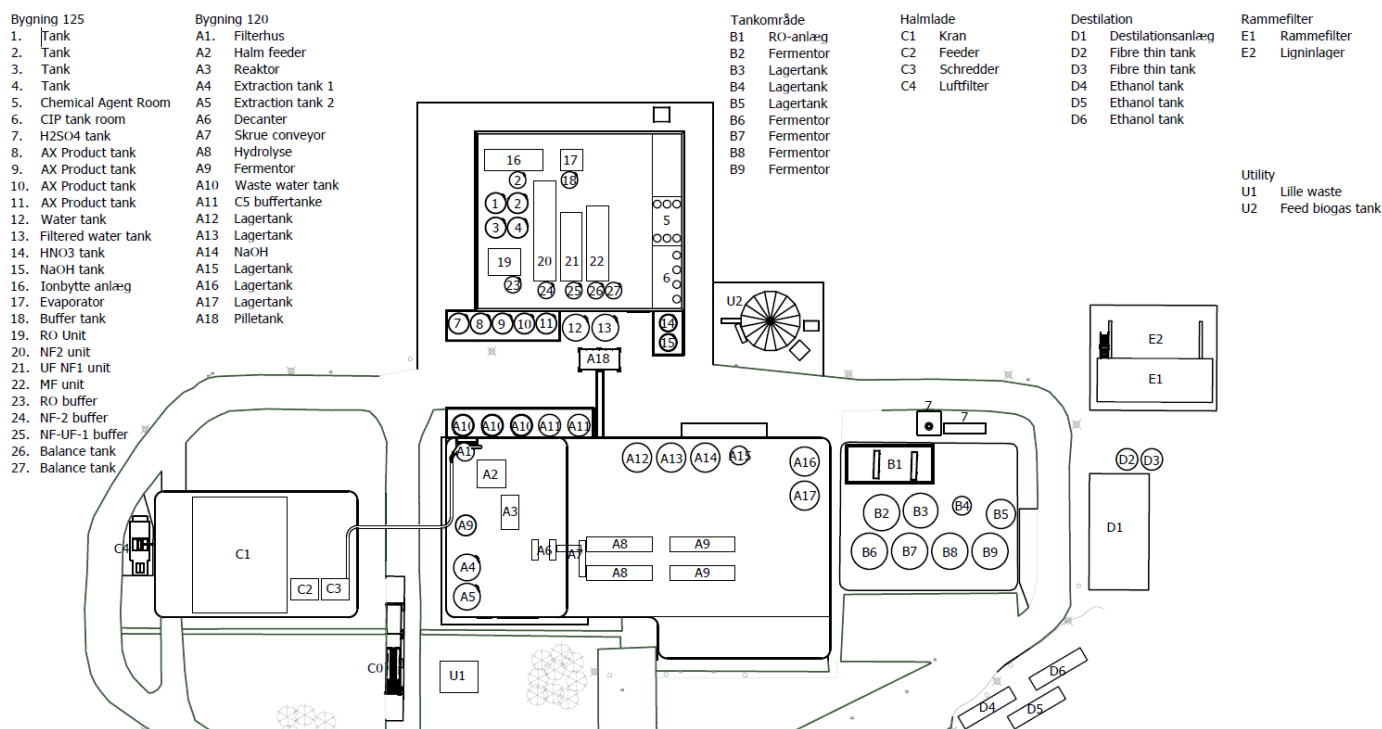 Bygning 125
1. Tank
2. Tank
3. Tank
4. Tank
5. Chemical Agent Room
6. CIP tank room
7. H2SO4 tank
8. AX Product tank
9. AX Product tank
10. AX Product tank
11. AX Product tank
12. Water tank
13. Filtered water tank
14. HNO3 tank
15. NaOH tank
16. Ionbytte anlæg
17. Evaporator
18. Buffer tank
19. RO Unit
20. NF2 unit
21. UF NF1 unit
22. MF unit
23. RO buffer
24. NF-2 buffer
25. NF-UF-1 buffer
26. Balance tank
27. Balance tank
Bygning 120
A1. Filterhus
A2 Halm feeder
A3 Reaktor
A4 Extraction tank 1
A5 Extraction tank 2
A6 Decanter
A7 Skrue conveyor
A8 Hydrolyse
A9 Fermentor
A10 Waste water tank
A11 C5 buffertanke
A12 Lagertank
A13 Lagertank
A14 NaOH
A15 Lagertank
A16 Lagertank
A17 Lagertank
A18 Pilletank
Tankområde
B1 RO-anlæg
B2 Fermentor
B3 Lagertank
B4 Lagertank
B5 Lagertank
B6 Fermentor
B7 Fermentor
B8 Fermentor
B9 Fermentor
Halmlade
C1 Kran
C2 Feeder
C3 Schredder
C4 Luftfilter
Destilation
D1 Destilationsanlæg
D2 Fibre thin tank
D3 Fibre thin tank
D4 Ethanol tank
D5 Ethanol tank
D6 Ethanol tank
Rammefilter
E1 Rammefilter
E2 Ligninlager
Utility
U1 Lille waste
U2 Feed biogas tank
16 17
2 18
1 2
3 4
5
19 20 21 22
6
23 24 25 26 27
7 8 9 10 11 12 13 14
15
U2
A18
E2
E1
A10 A10 A10 A11 A11
7 7
A1 A12 A13 A14 A15 A16
A2
A17
B1
D2 D3
A3
A9
B2 B3 B4 B5
D1
C4 C1
A6 A7 A8 A9
B6 B7 B8 B9
A4
A8 A9
C2 C3
A5
C0 U1
D6
D4 D5